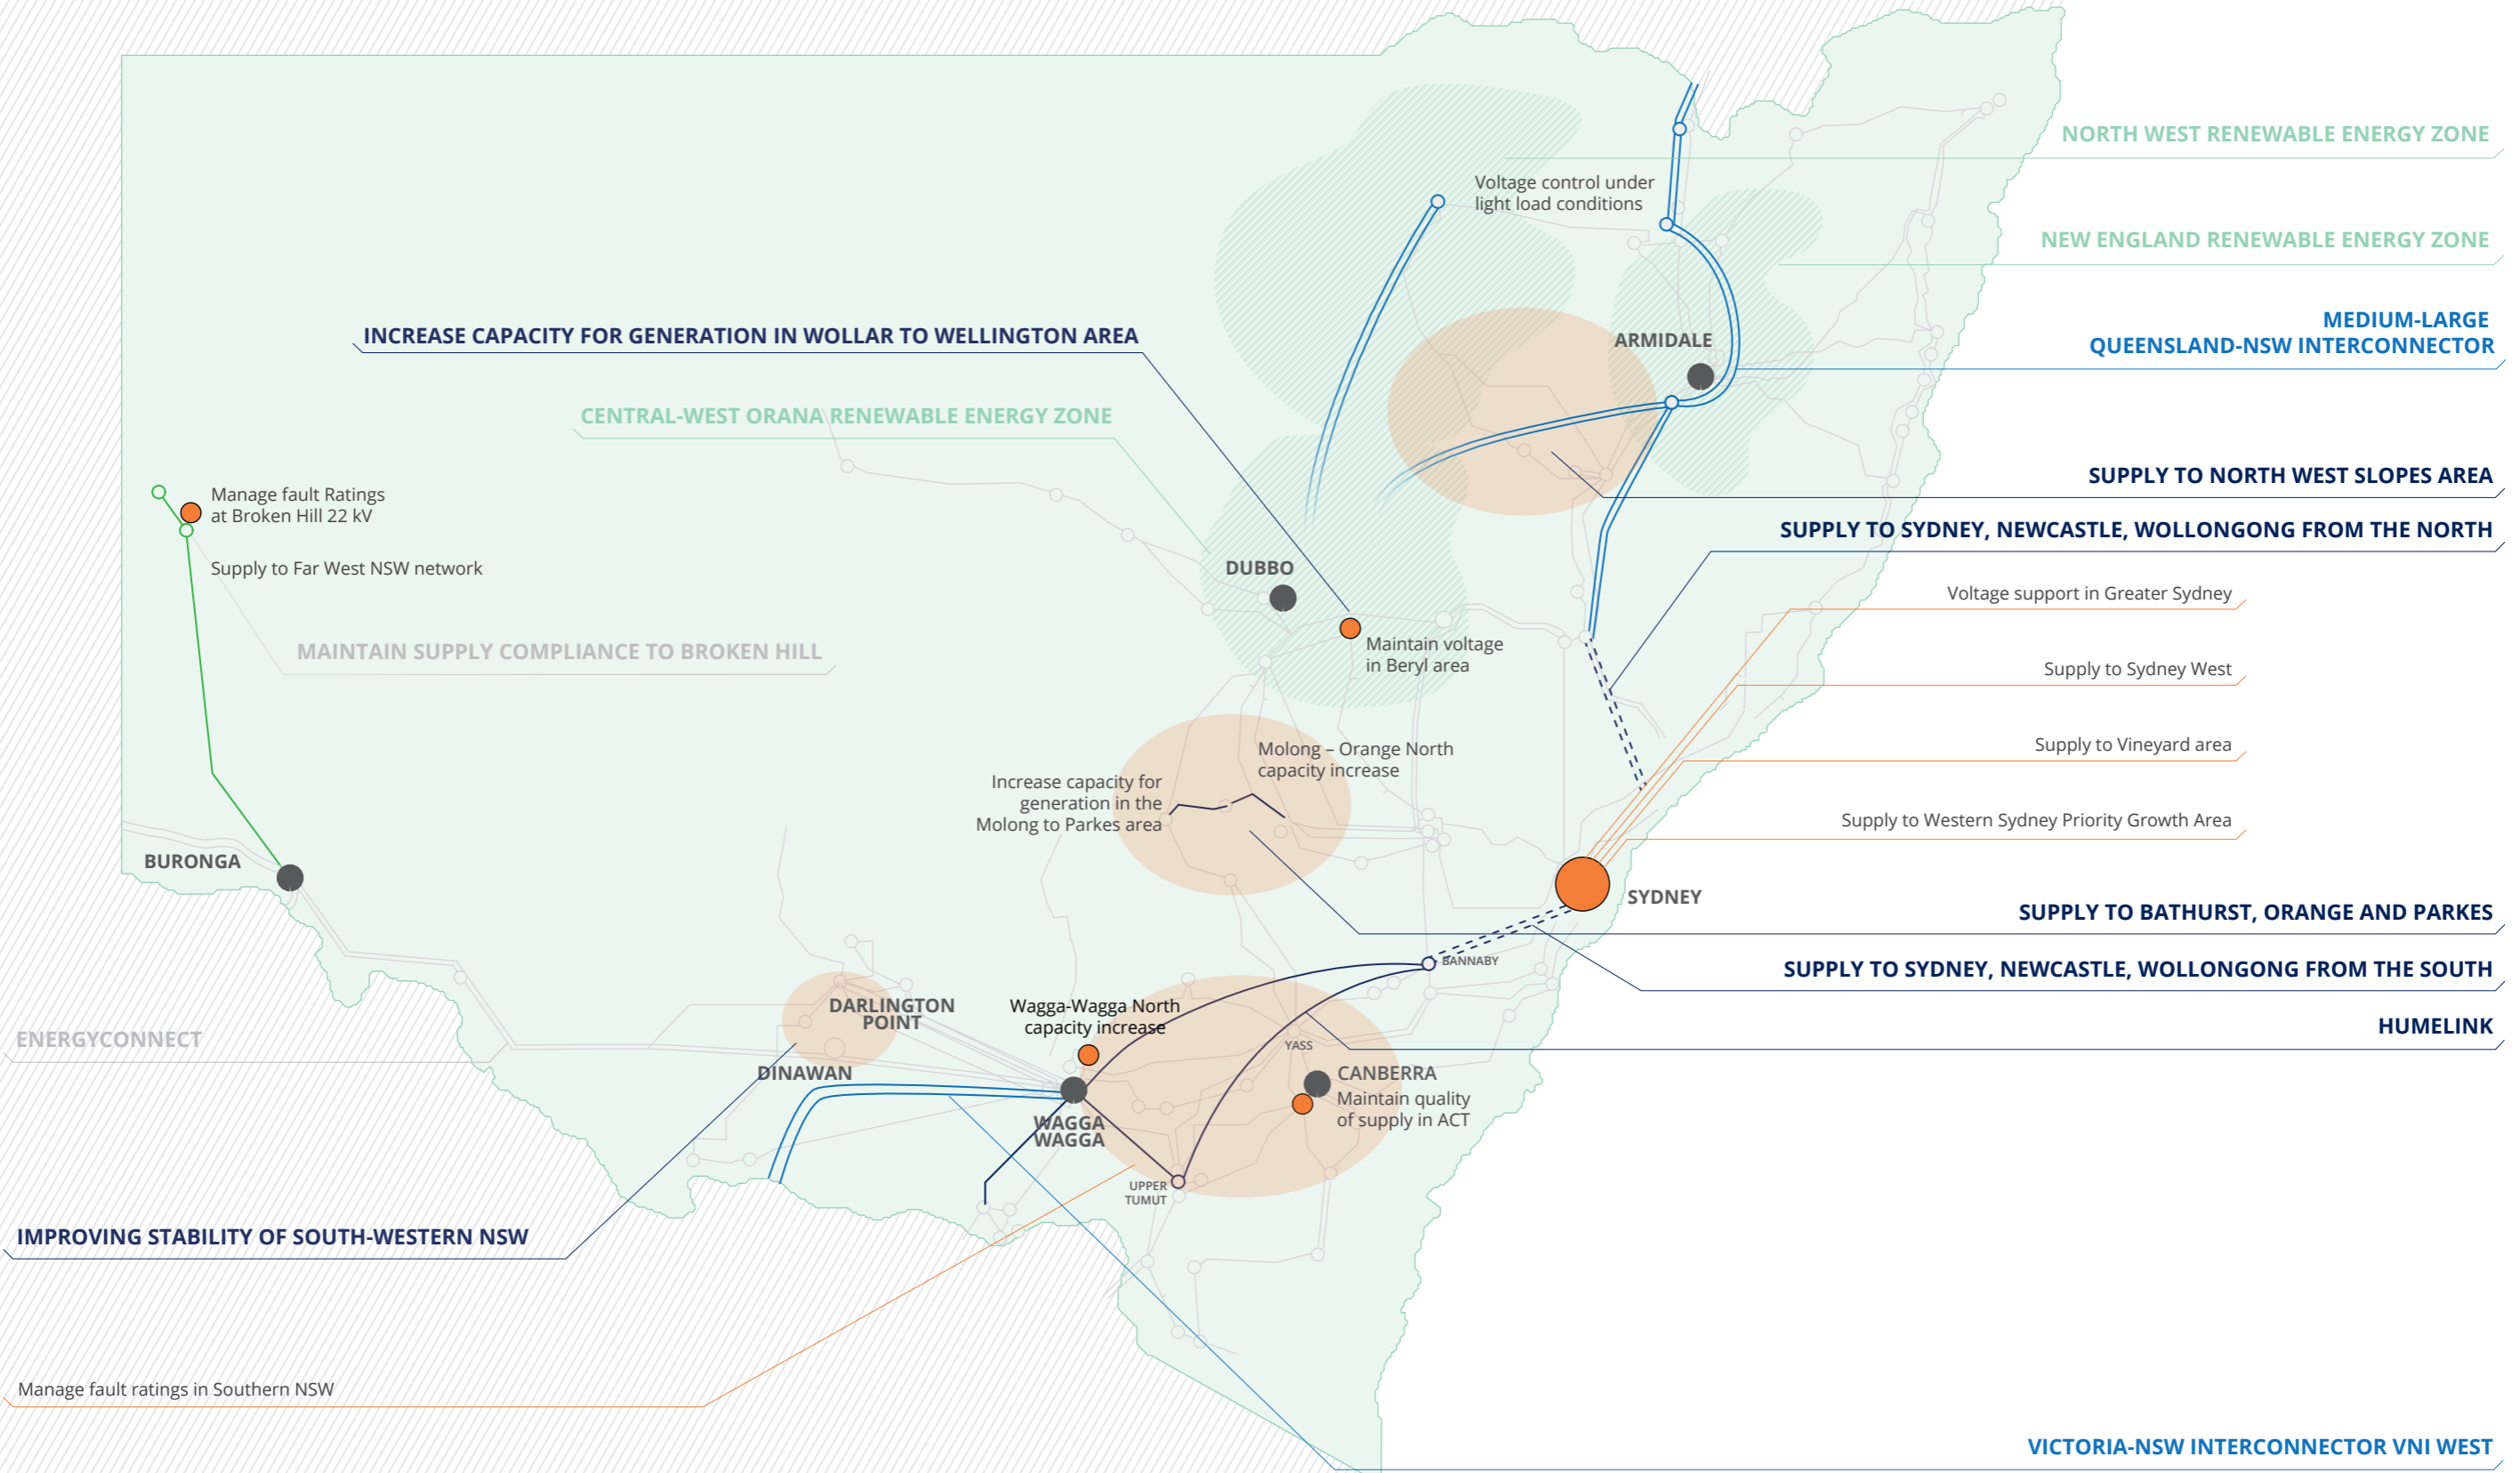 NORTH WEST RENEWABLE ENERGY ZONE
Voltage control under
light load conditions
NEW ENGLAND RENEWABLE ENERGY ZONE
MEDIUM-LARGE
QUEENSLAND-NSW INTERCONNECTOR
INCREASE CAPACITY FOR GENERATION IN WOLLAR TO WELLINGTON AREA
ARMIDALE
CENTRAL-WEST ORANA RENEWABLE ENERGY ZONE
SUPPLY TO NORTH WEST SLOPES AREA
Manage fault Ratings
at Broken Hill 22 kV
SUPPLY TO SYDNEY, NEWCASTLE, WOLLONGONG FROM THE NORTH
Supply to Far West NSW network
DUBBO
Voltage support in Greater Sydney
Maintain voltage
in Beryl area
MAINTAIN SUPPLY COMPLIANCE TO BROKEN HILL
Supply to Sydney West
Supply to Vineyard area
Molong – Orange North
capacity increase
Increase capacity for
generation in the
Molong to Parkes area
Supply to Western Sydney Priority Growth Area
BURONGA
SYDNEY
SUPPLY TO BATHURST, ORANGE AND PARKES
BANNABY
SUPPLY TO SYDNEY, NEWCASTLE, WOLLONGONG FROM THE SOUTH
DARLINGTON
POINT
Wagga-Wagga North
capacity increase
HUMELINK
ENERGYCONNECT
YASS
DINAWAN
CANBERRA
Maintain quality
of supply in ACT
WAGGA
WAGGA
UPPER
TUMUT
IMPROVING STABILITY OF SOUTH-WESTERN NSW
Manage fault ratings in Southern NSW
VICTORIA-NSW INTERCONNECTOR VNI WEST